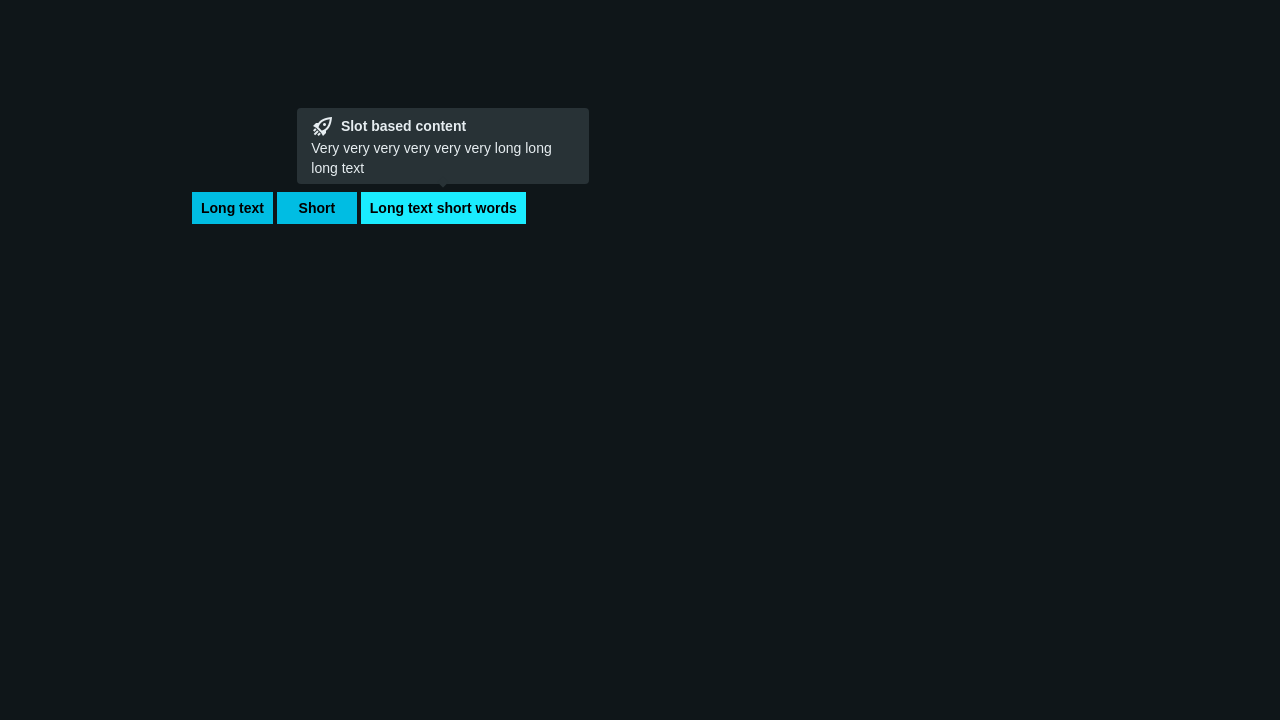 Slot based content
Very very very very very very long long
long text
Long text
Short
Long text short words